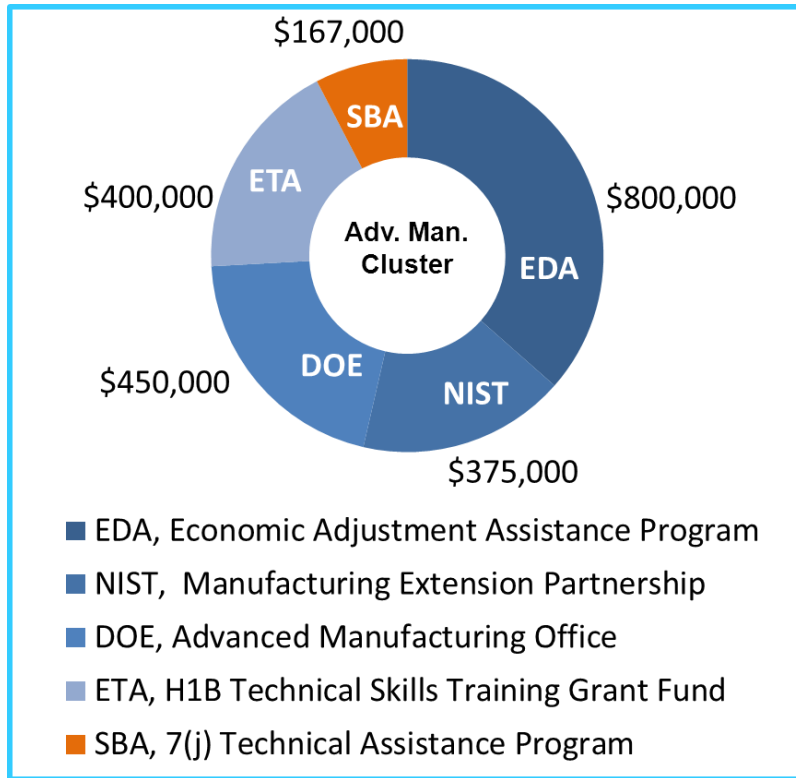 $167,000
SBA
ETA
$400,000
$800,000
Adv. Man.
Cluster
EDA
DOE
$450,000
NIST
$375,000
EDA, Economic Adjustment Assistance Program
NIST,  Manufacturing Extension Partnership
DOE, Advanced Manufacturing Office
ETA, H1B Technical Skills Training Grant Fund
SBA, 7(j) Technical Assistance Program